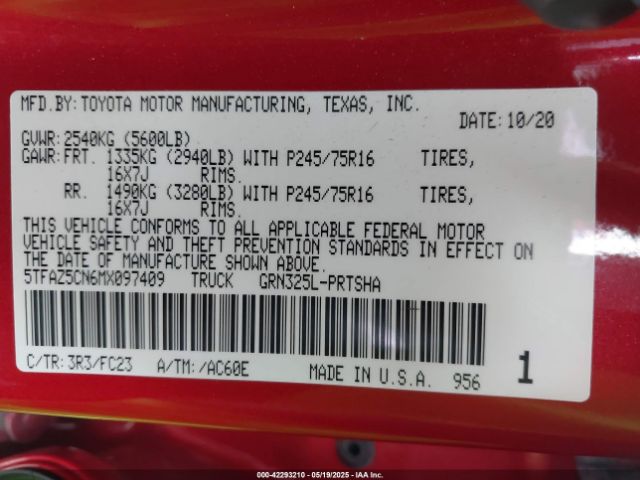 MFD.BY: TOYOTA MOTOR MANUFACTURING, TEXAS, INC.
DATE: 10/20
GVWR: 2540KG (5600LB)
GAWR: FRT. 1335KG (2940LB) WITH P245/75R16 TIRES,
16X7J RIMS.
RR. 1490KG (3280LB) WITH P245/75R16 TIRES,
16X7J RIMS.
THIS VEHICLE CONFORMS TO ALL APPLICABLE FEDERAL MOTOR
VEHICLE SAFETY AND THEFT PREVENTION STANDARDS IN EFFECT ON
THE DATE OF MANUFACTURE SHOWN ABOVE.
5TFAZ5CN6MX097409 TRUCK GRN325L-PRTSHA
C/TR: 3R3/FC23 A/TM: /AC60E MADE IN U.S.A. 956 1
000-42293210 - 05/19/2025 - IAAI.COM